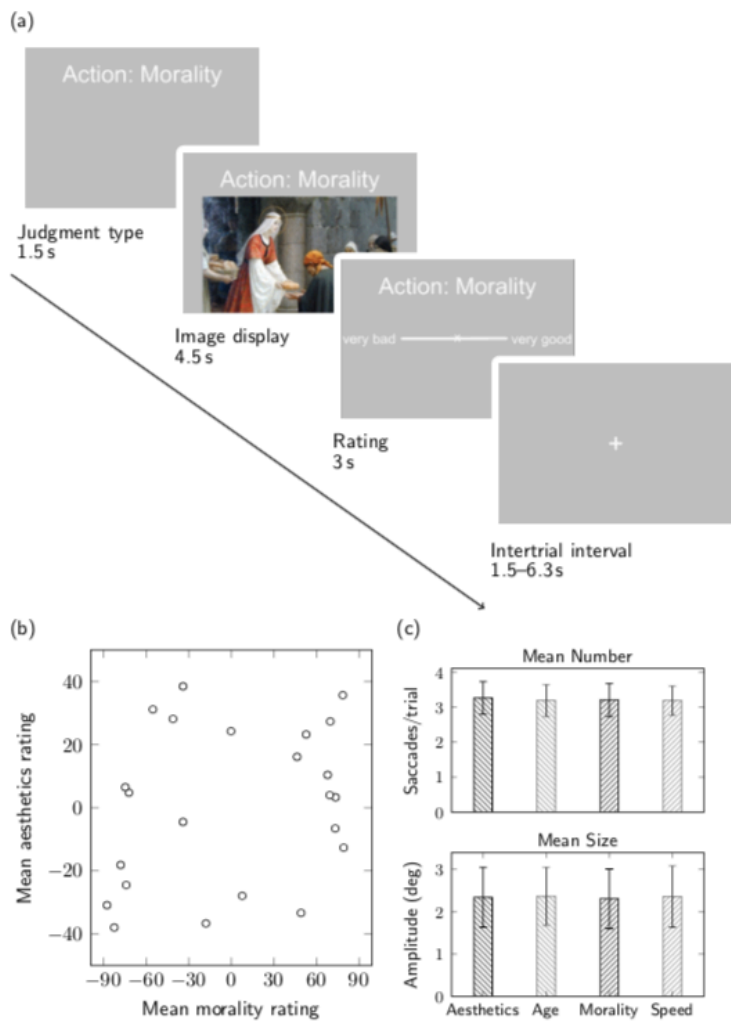 (a)
Action: Morality
Judgment type
1.5 s
Action: Morality
Image display
4.5 s
Action: Morality
very bad
very good
Rating
3 s
+
Intertrial interval
1.5–6.3s
(b)
40
20
0
−20
−40
Mean aesthetics rating
−90 −60 −30 0 30 60 90
Mean morality rating
(c)
Mean Number
4
3
2
1
0
Saccades/trial
Mean Size
3
2
1
0
Amplitude (deg)
Aesthetics Age Morality Speed